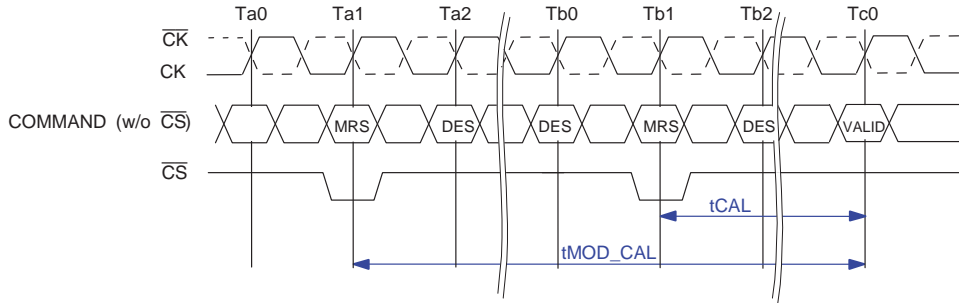 Ta0 Ta1 Ta2 Tb0 Tb1 Tb2 Tc0
CK
CK
COMMAND (w/o CS)
MRS DES DES MRS DES VALID
CS
tCAL
tMOD_CAL